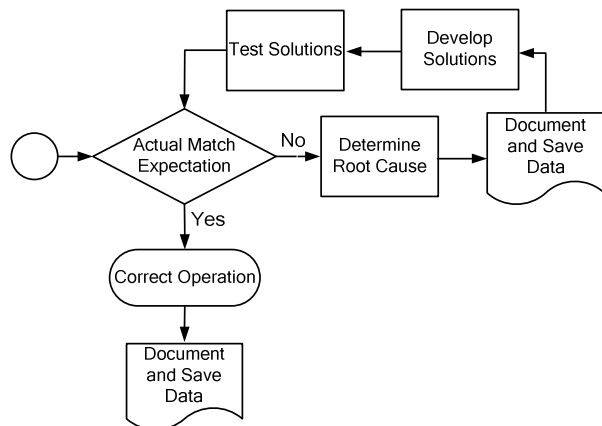 Test Solutions
Develop
Solutions
Actual Match
Expectation
No
Determine
Root Cause
Document
and Save
Data
Yes
Correct Operation
Document
and Save
Data